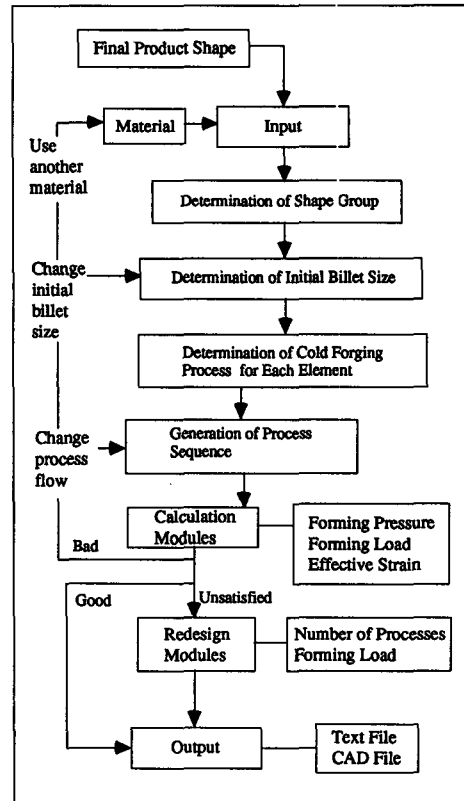 Final Product Shape
Material
Input
Use
another
material
Determination of Shape Group
Change
initial
billet
size
Determination of Initial Billet Size
Determination of Cold Forging
Process for Each Element
Change
process
flow
Generation of Process
Sequence
Calculation
Modules
Forming Pressure
Forming Load
Effective Strain
Bad
Good
Unsatisfied
Redesign
Modules
Number of Processes
Forming Load
Output
Text File
CAD File